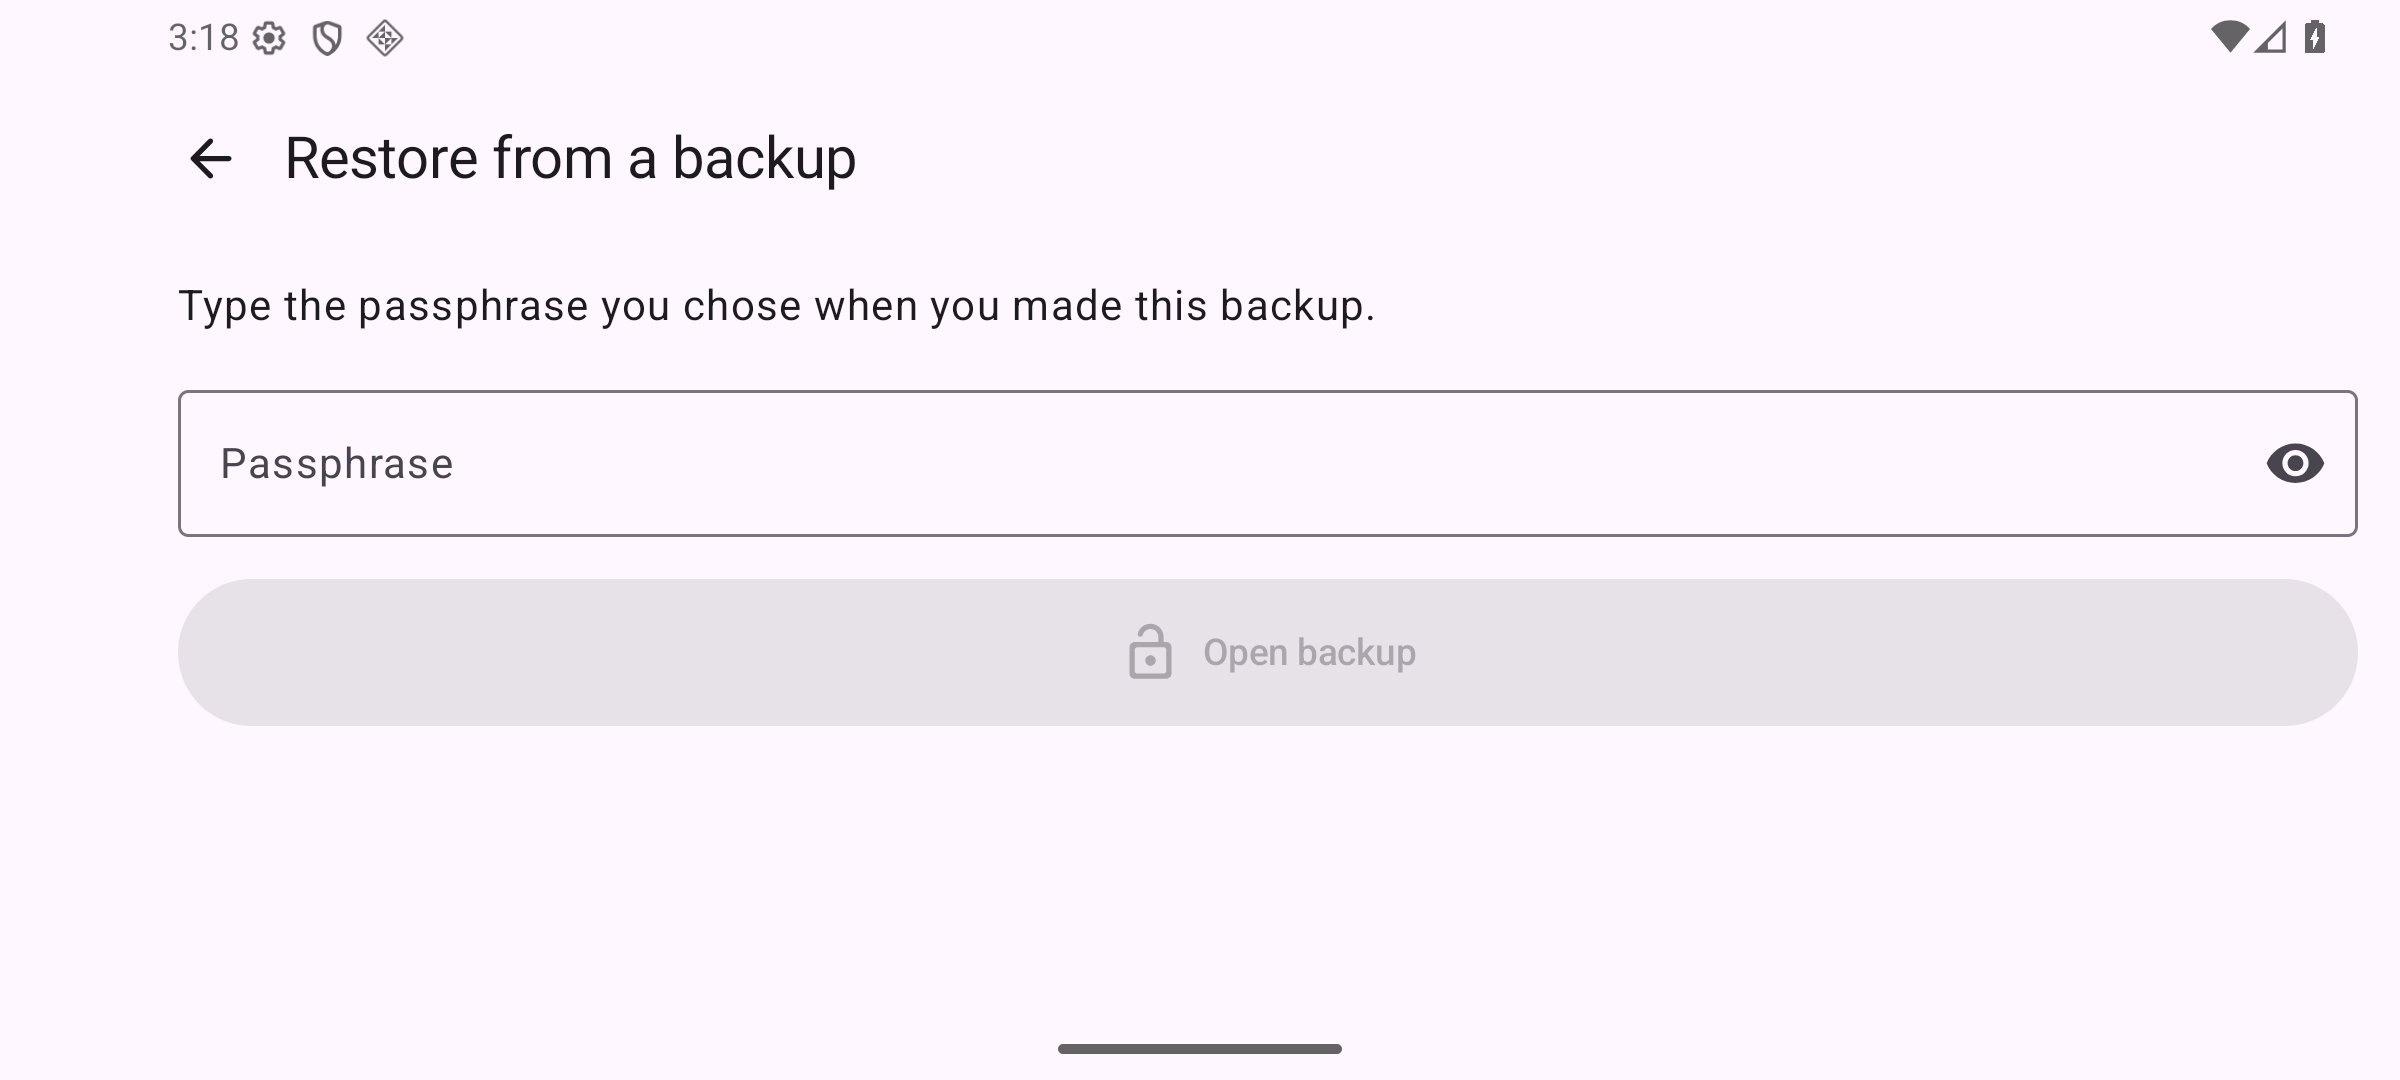 3:18
Restore from a backup
Type the passphrase you chose when you made this backup.
Passphrase
Open backup